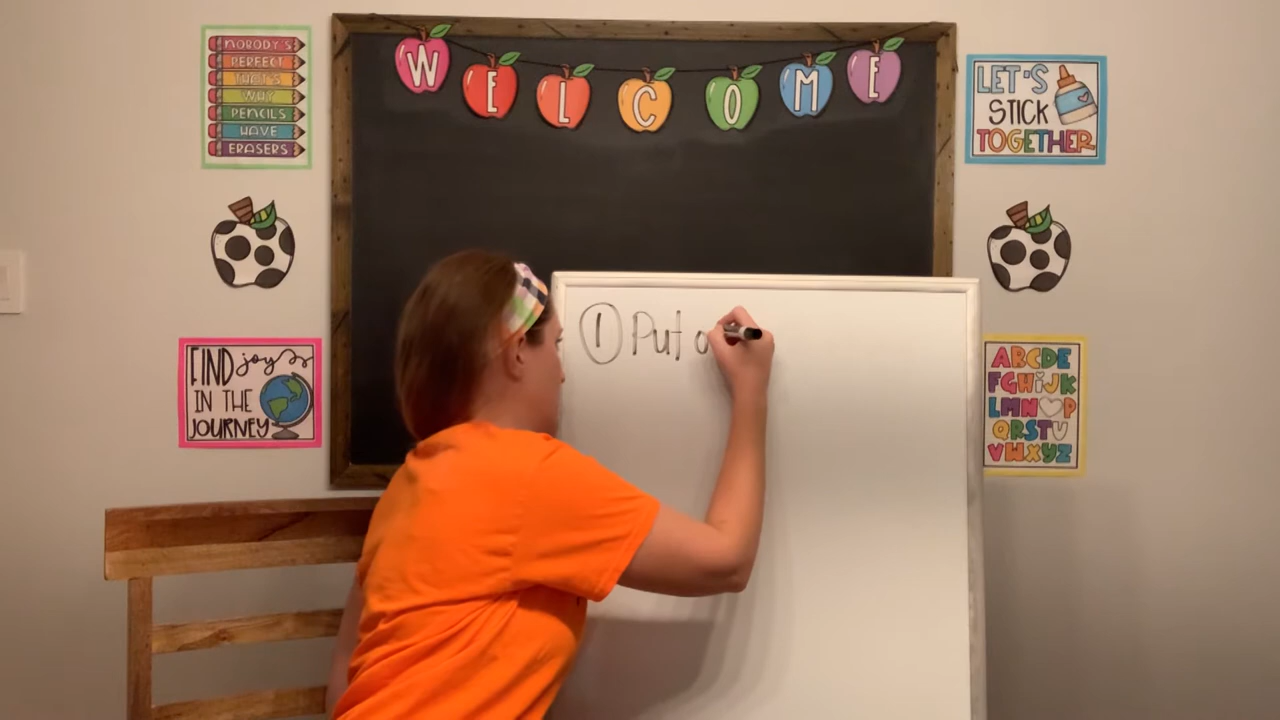 NOBODY'S
PERFECT
THAT'S
WHY
PENCILS
HAVE
ERASERS
WELCOME
LET'S
STICK
TOGETHER
FIND joy
IN THE
JOURNEY
1 Put o
ABCDE
FGHIJK
LMN P
QRSTU
VWXYZ